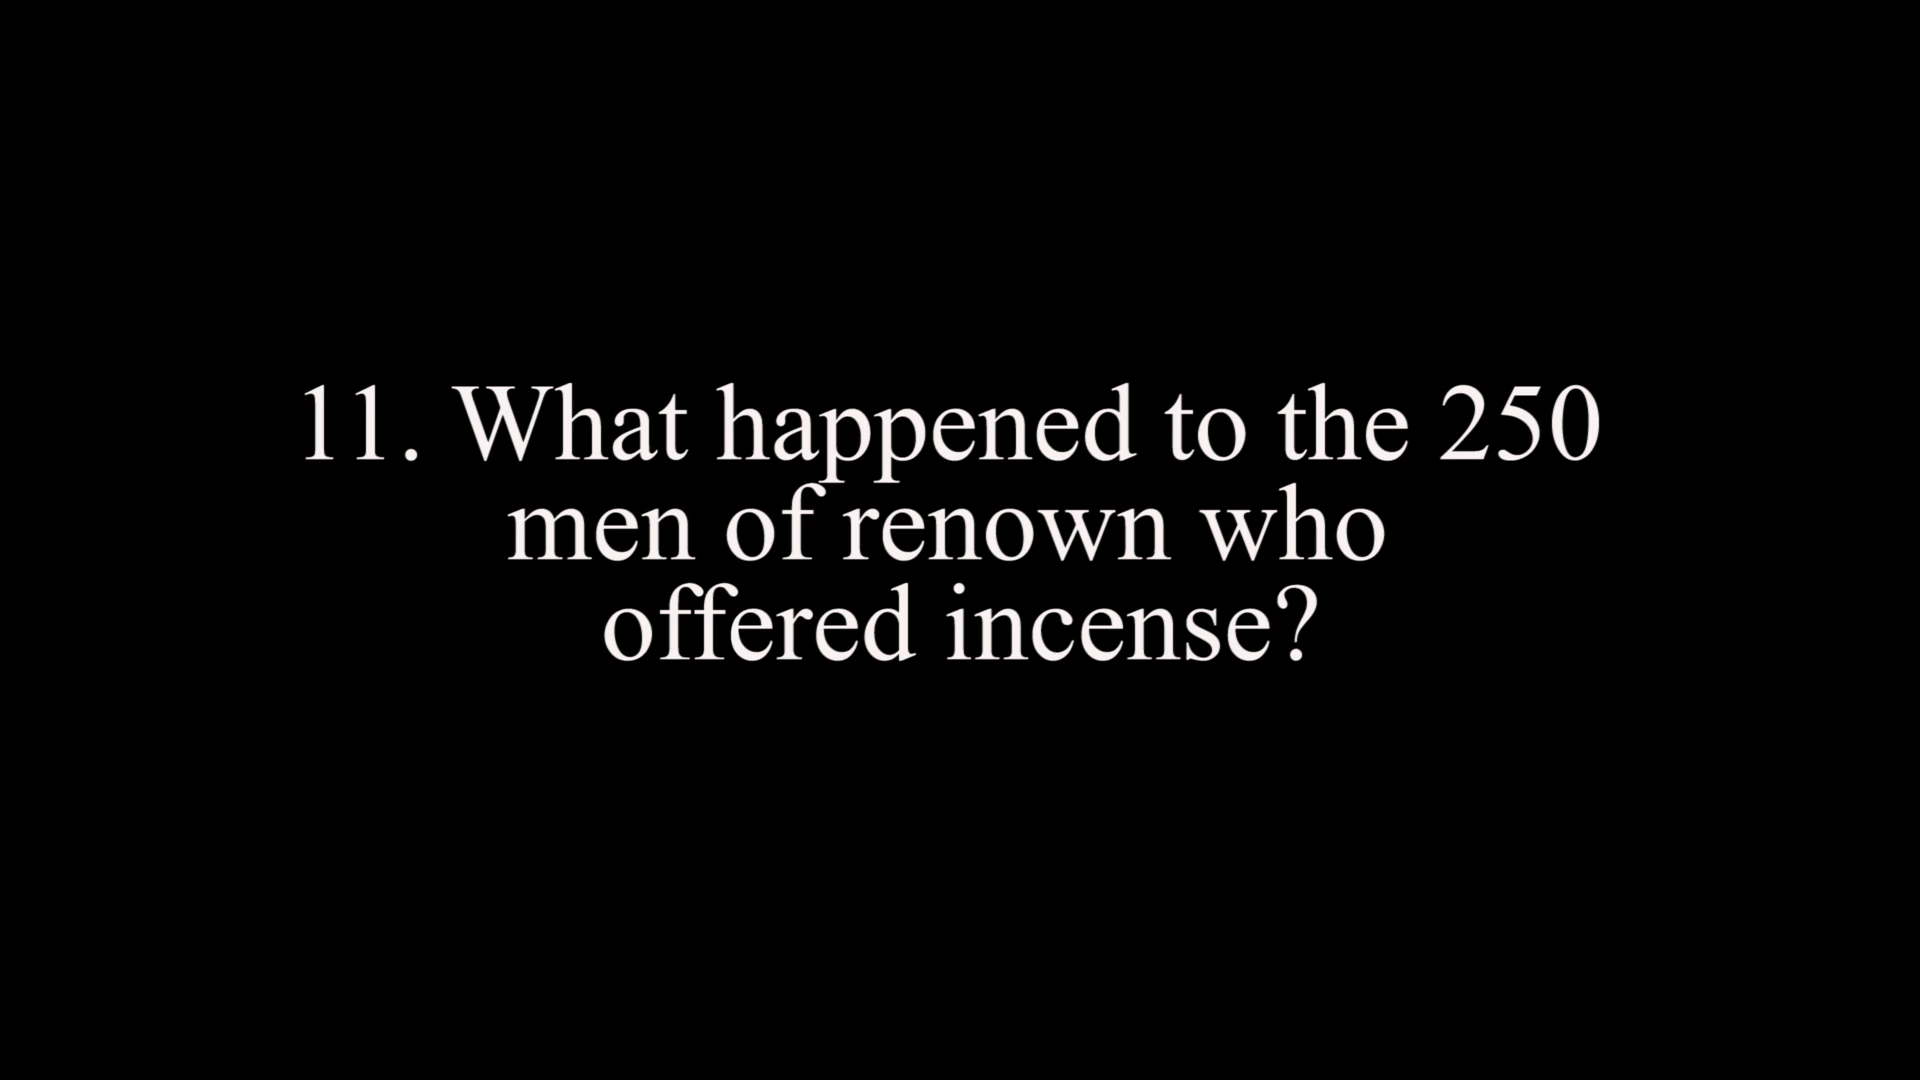 11. What happened to the 250
men of renown who
offered incense?